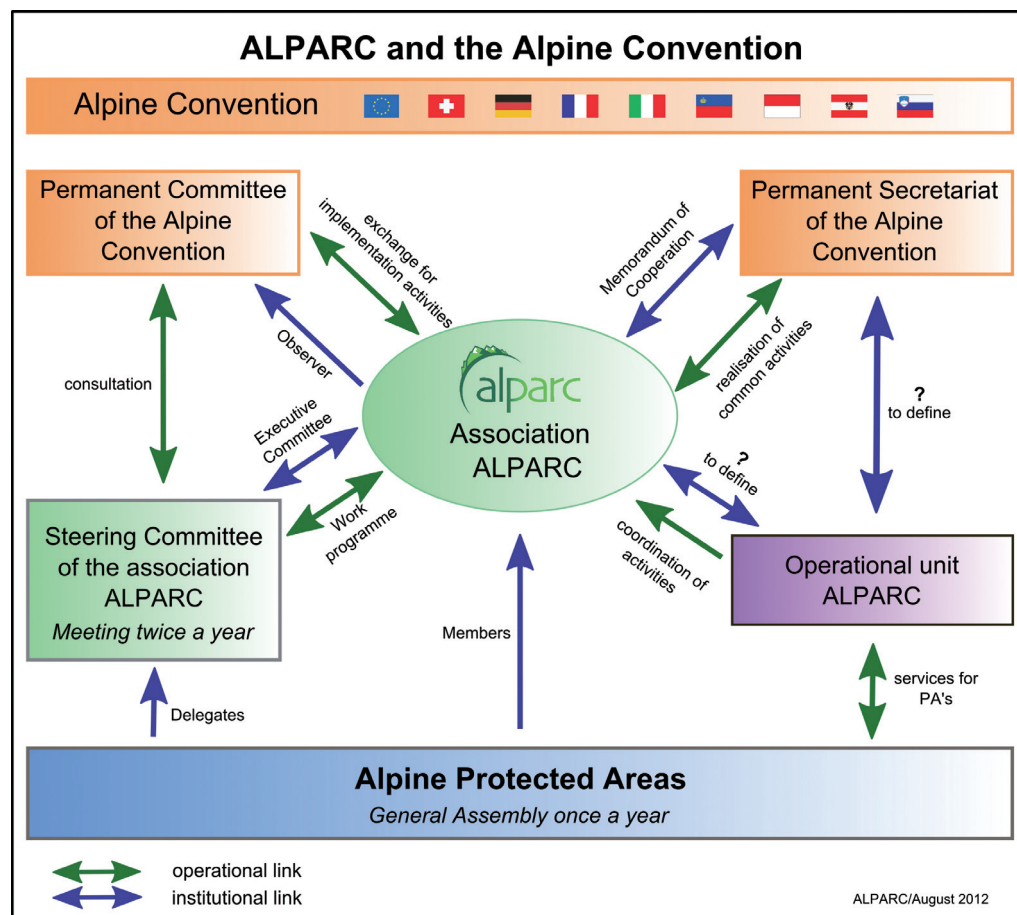 ALPARC and the Alpine Convention
Alpine Convention
Permanent Committee
of the Alpine
Convention
Permanent Secretariat
of the Alpine
Convention
exchange for
implementation activities
Memorandum of
Cooperation
Observer
realisation of
common activities
consultation
?
to define
alparc
Association
ALPARC
Executive
Committee
?
to define
Work
programme
coordination of
activities
Steering Committee
of the association
ALPARC
Meeting twice a year
Operational unit
ALPARC
Members
services for
PA's
Delegates
Alpine Protected Areas
General Assembly once a year
operational link
institutional link
ALPARC/August 2012